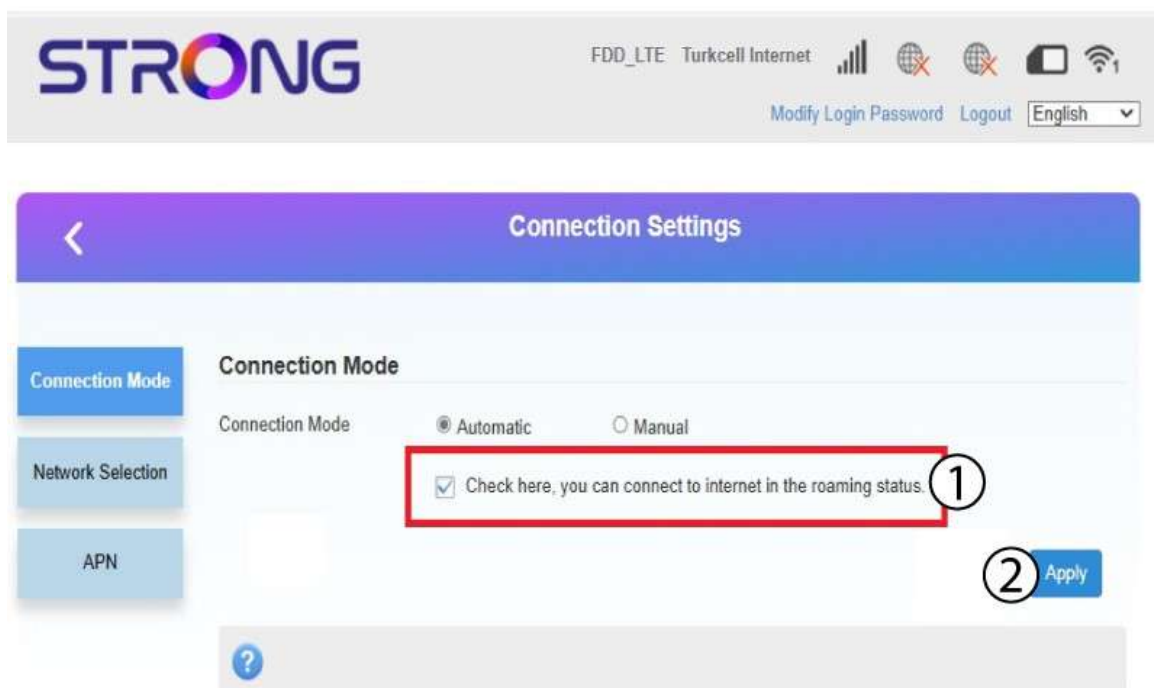 STRONG
FDD_LTE Turkcell Internet 1
Modify Login Password Logout English
Connection Settings
Connection Mode
Connection Mode
Connection Mode Automatic Manual
Network Selection
Check here, you can connect to internet in the roaming status. 1
APN
2 Apply
?